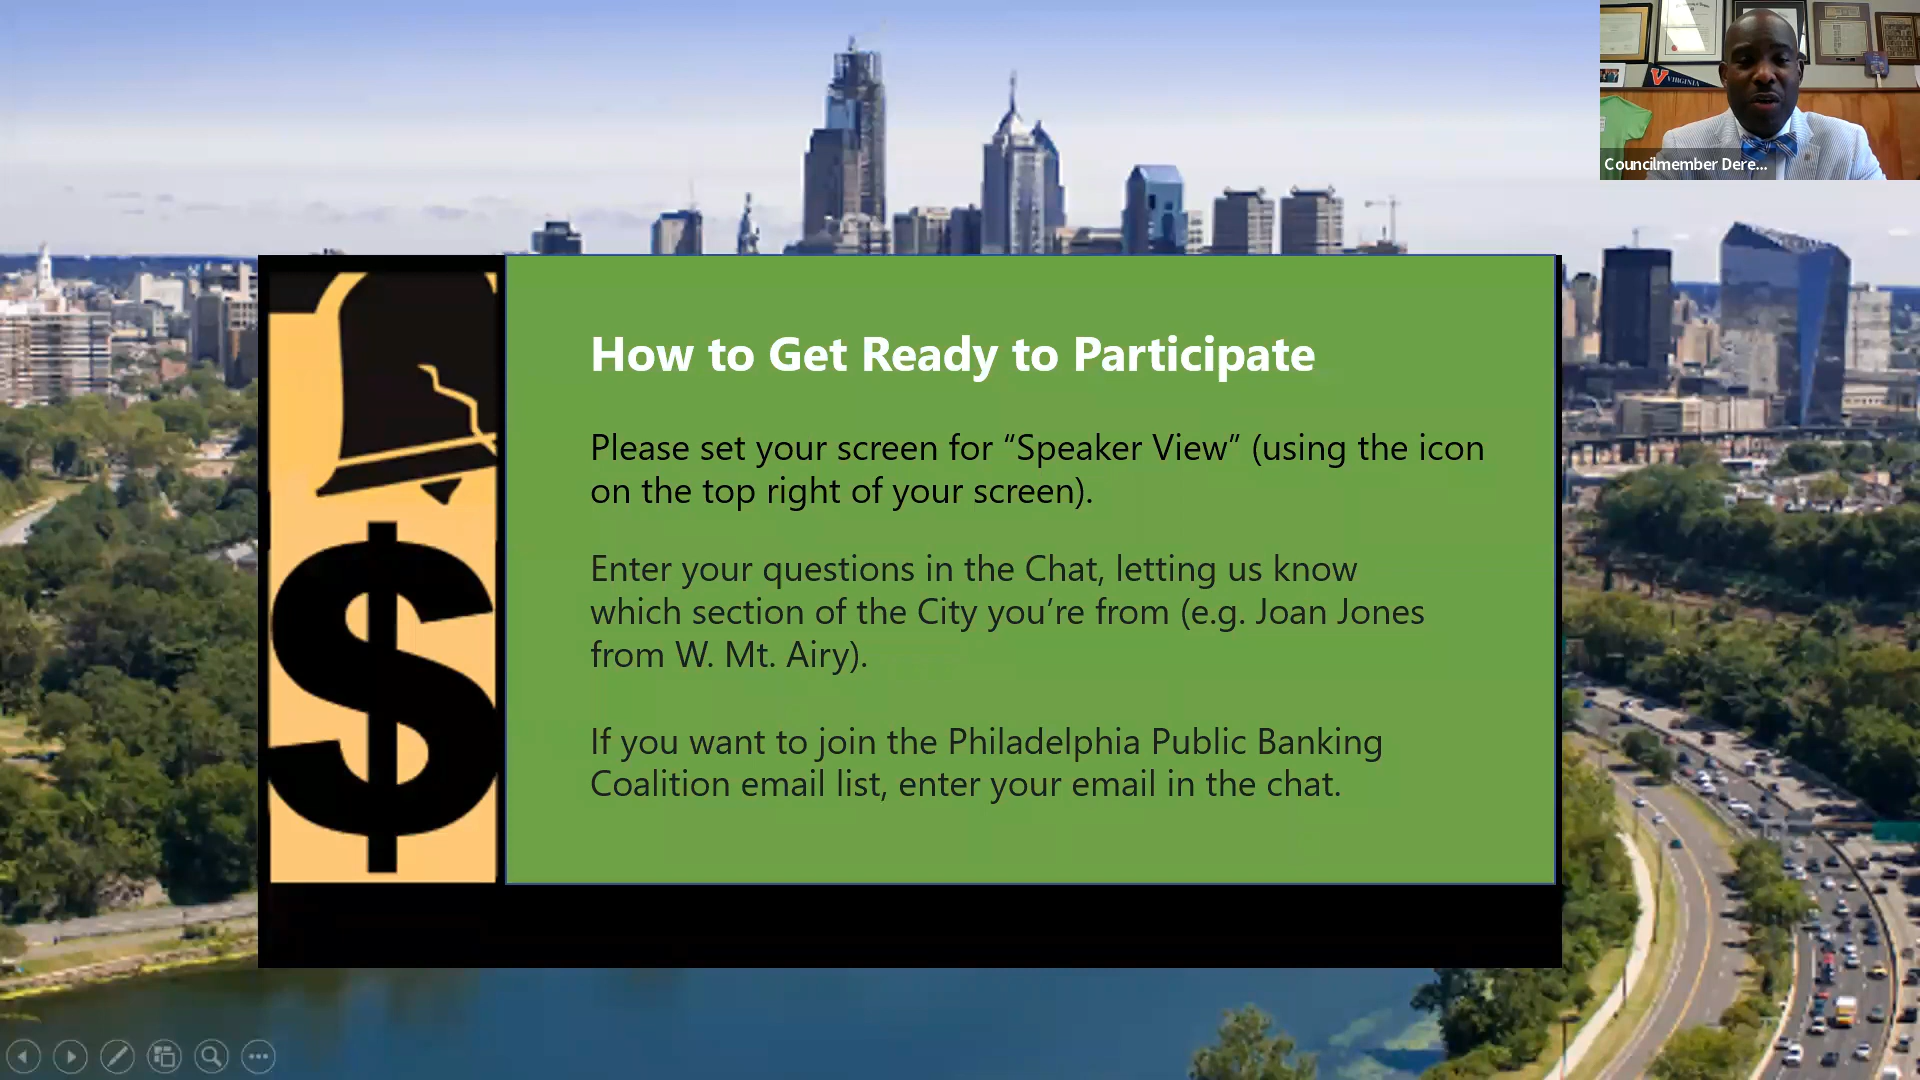 VIRGINIA
Councilmember Dere...
How to Get Ready to Participate
Please set your screen for “Speaker View” (using the icon
on the top right of your screen).
Enter your questions in the Chat, letting us know
which section of the City you’re from (e.g. Joan Jones
from W. Mt. Airy).
If you want to join the Philadelphia Public Banking
Coalition email list, enter your email in the chat.
$